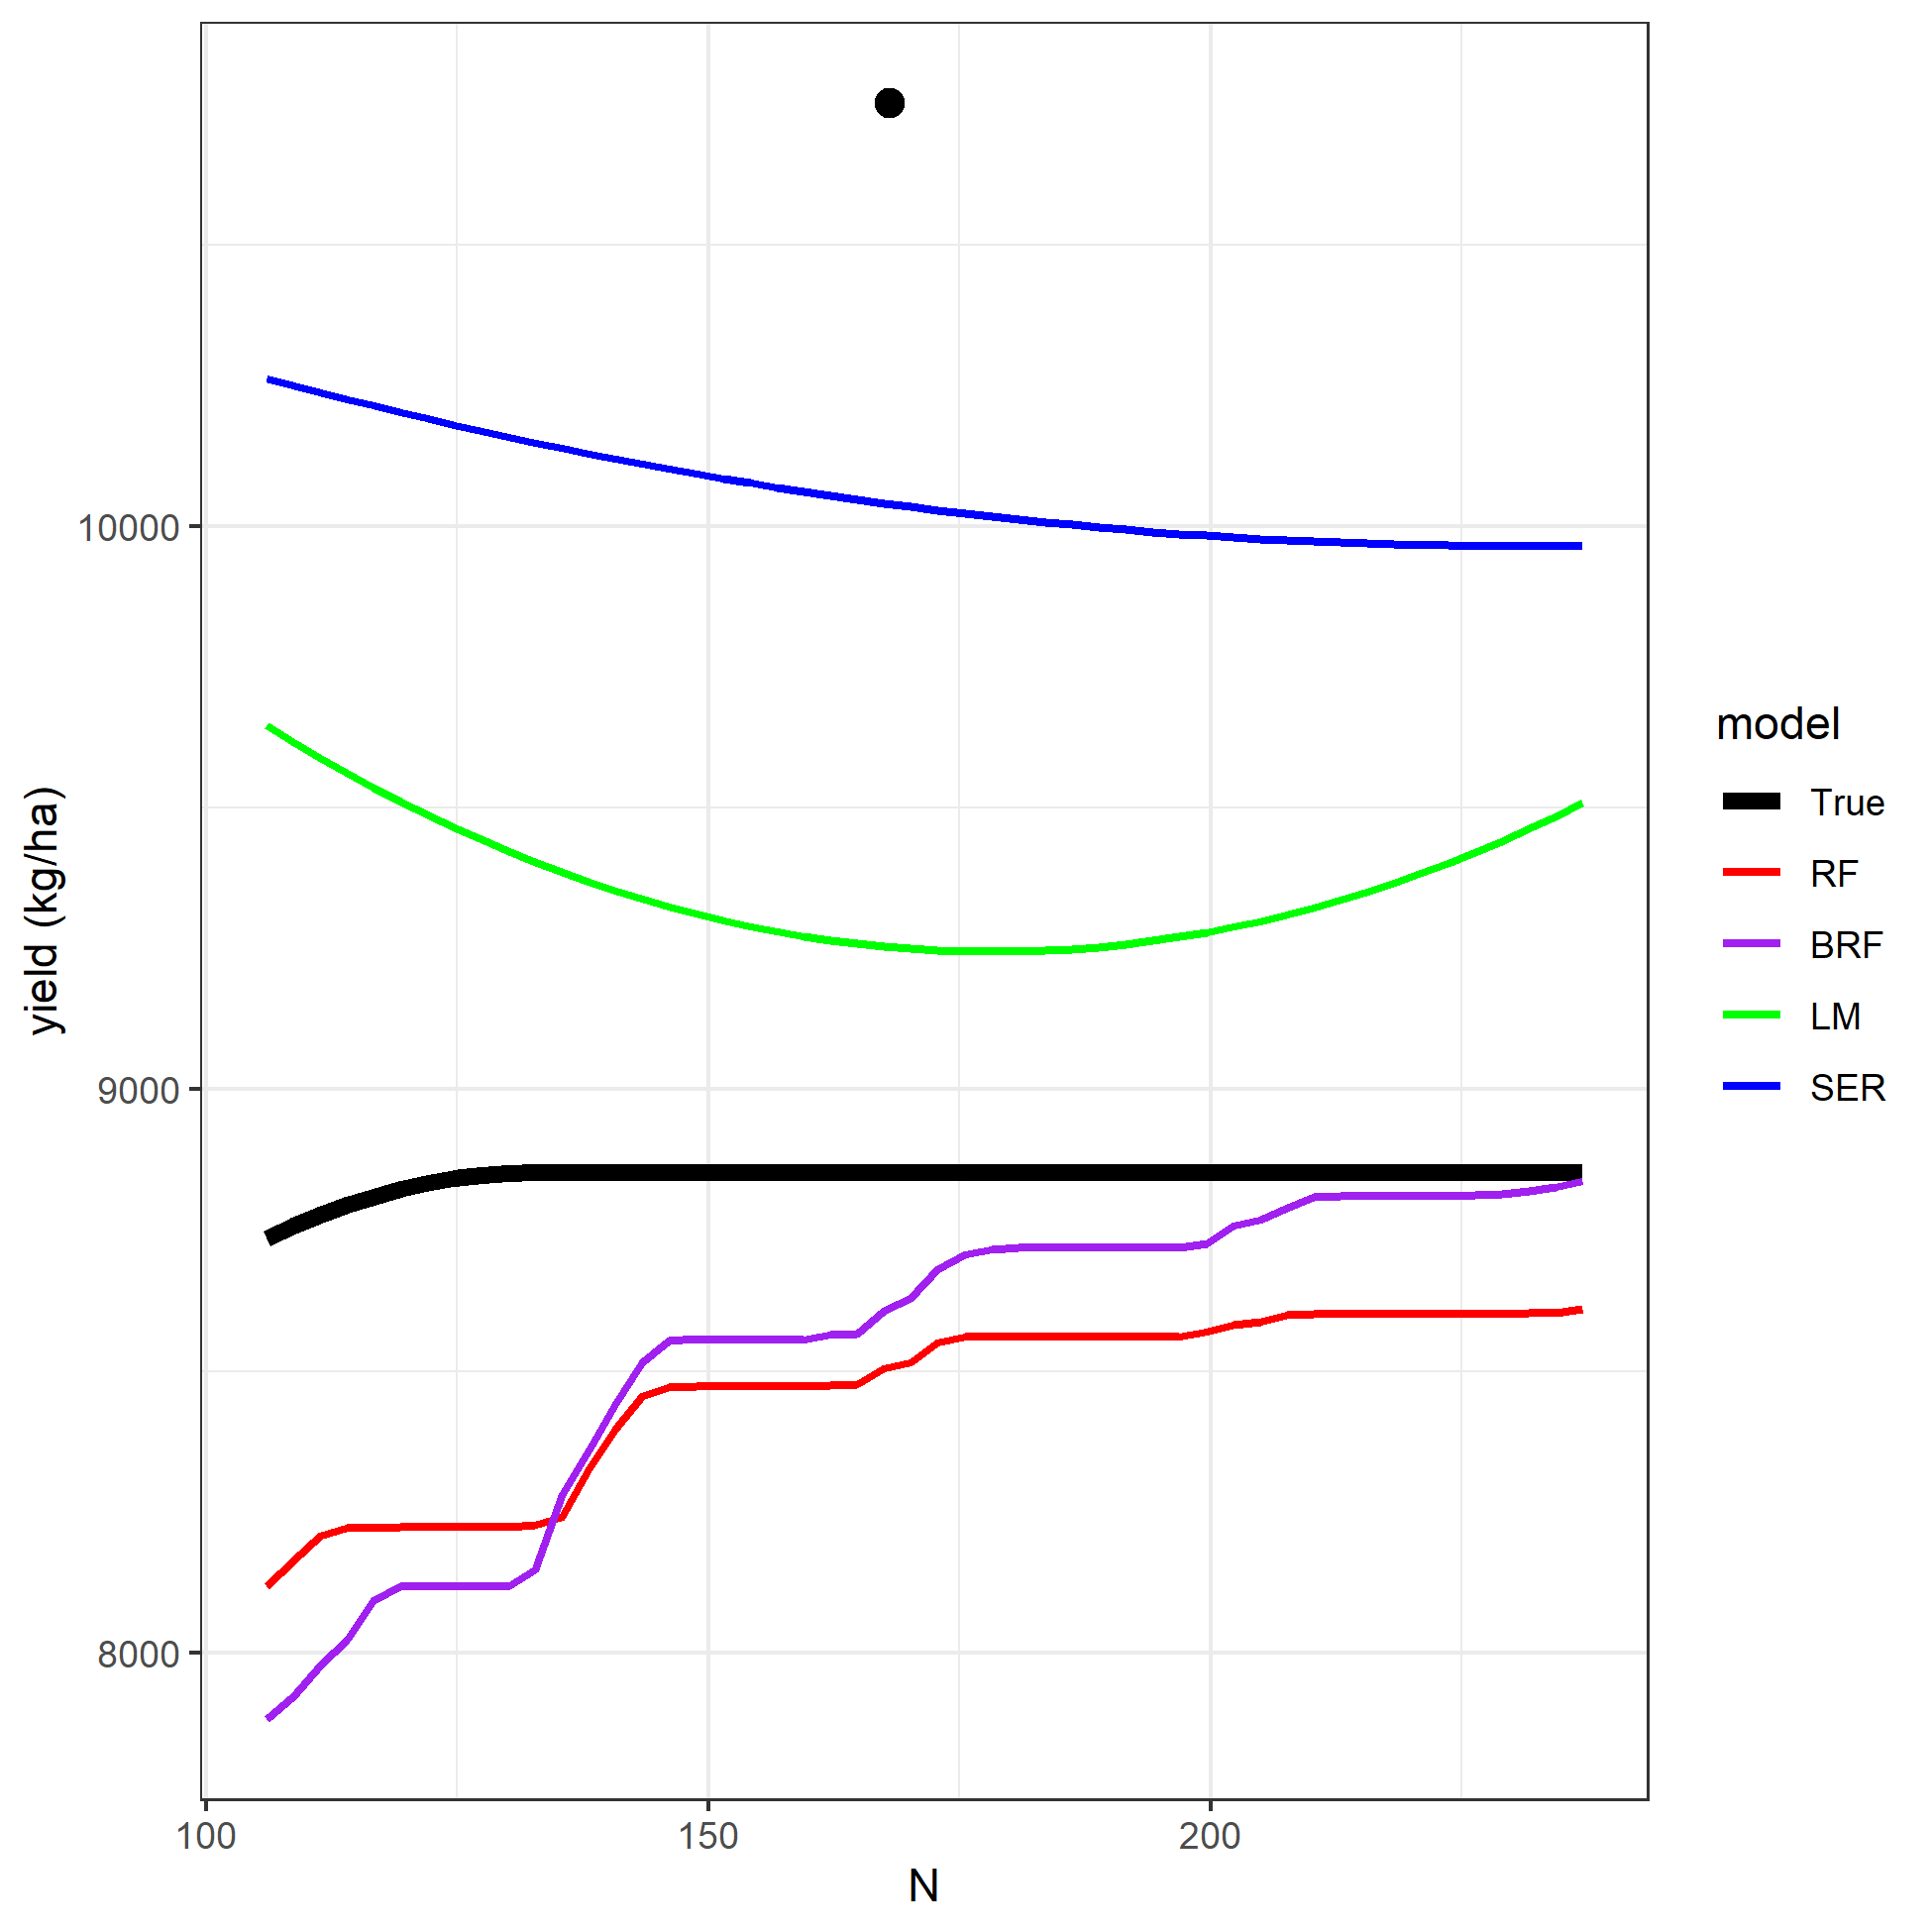 yield (kg/ha)
10000
9000
8000
100
150
200
N
model
True
RF
BRF
LM
SER